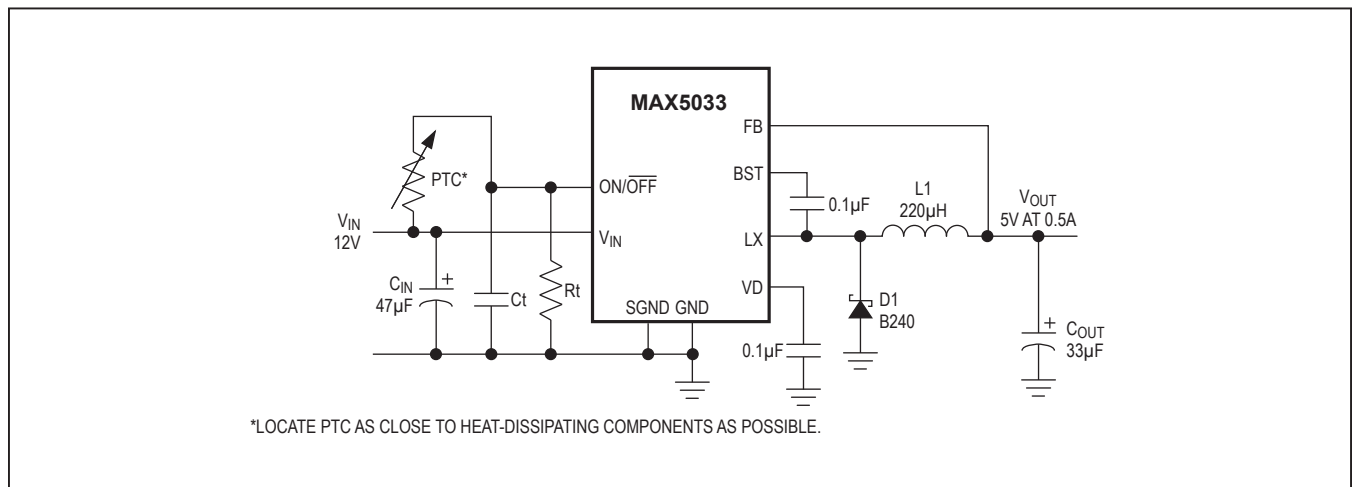 MAX5033
FB
BST
ON/OFF
PTC*
0.1µF
L1
220µH
VOUT
5V AT 0.5A
VIN
12V
VIN
LX
CIN
47µF
+
Ct
Rt
VD
SGND GND
D1
B240
0.1µF
+
COUT
33µF
*LOCATE PTC AS CLOSE TO HEAT-DISSIPATING COMPONENTS AS POSSIBLE.